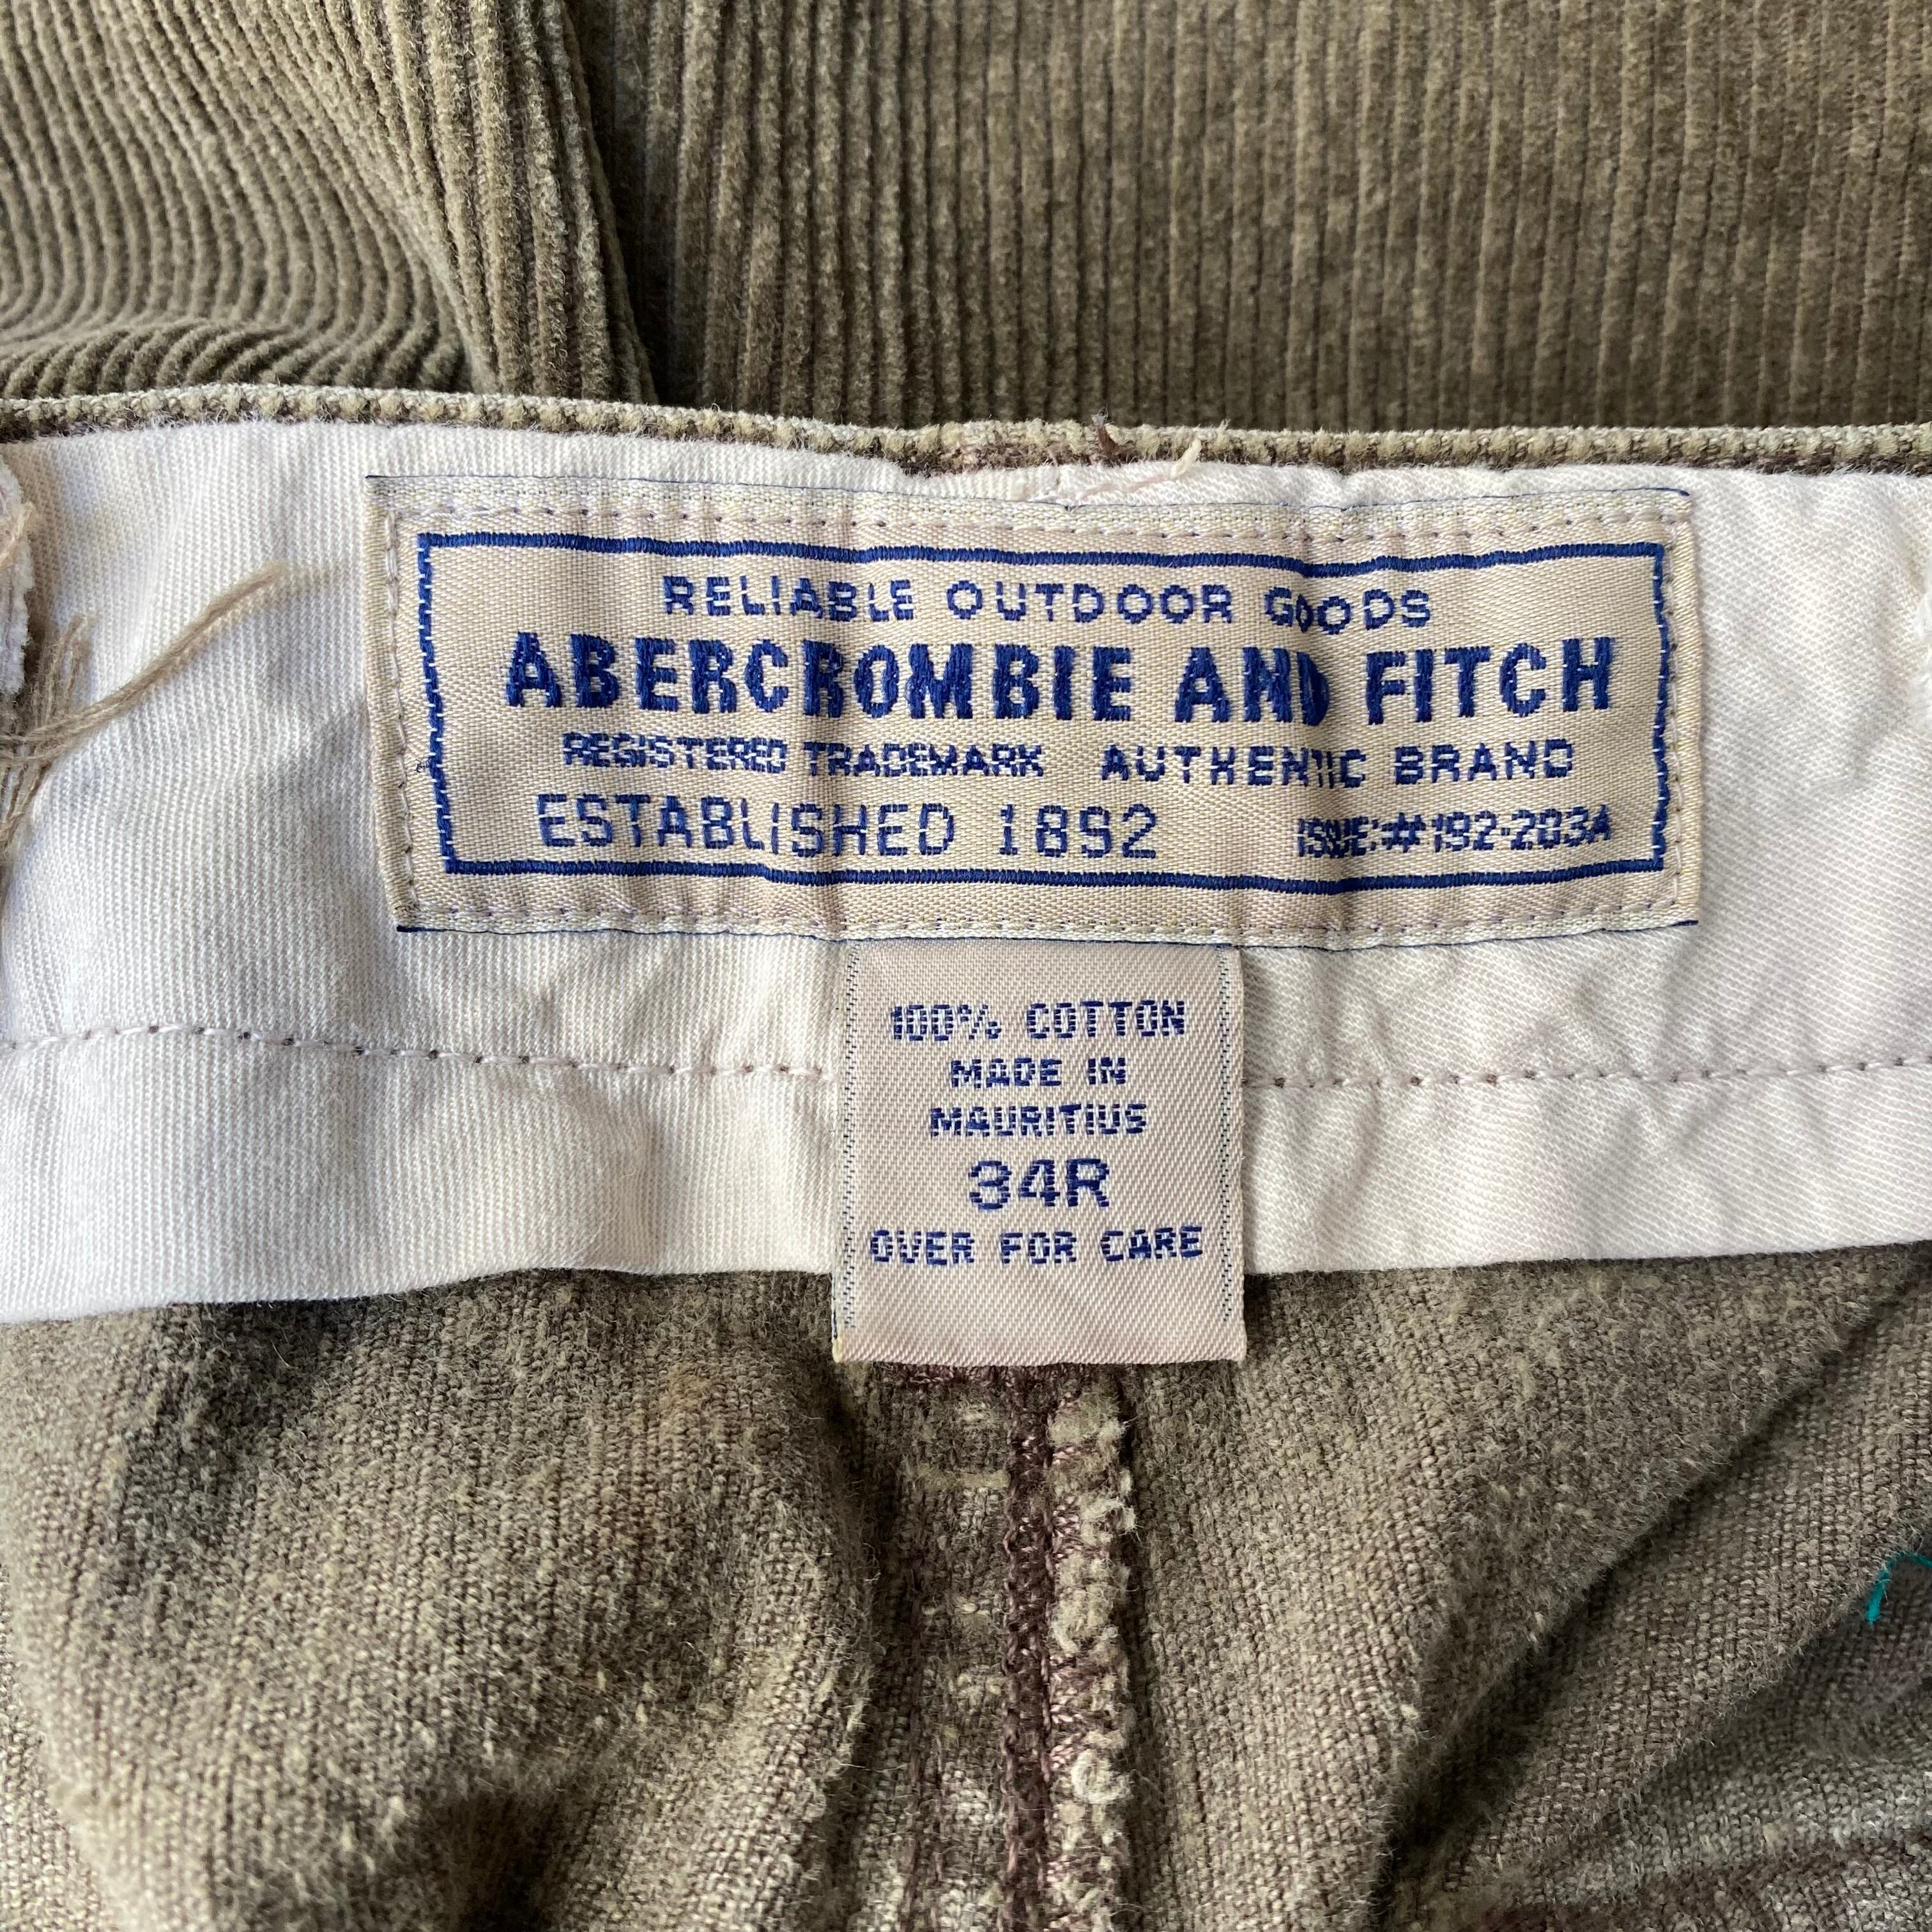 RELIABLE OUTDOOR GOODS
ABERCROMBIE AND FITCH
REGISTERED TRADEMARK AUTHENTIC BRAND
ESTABLISHED 1892 ISSUE:# 192-203A
100% COTTON
MADE IN
MAURITIUS
34R
OVER FOR CARE